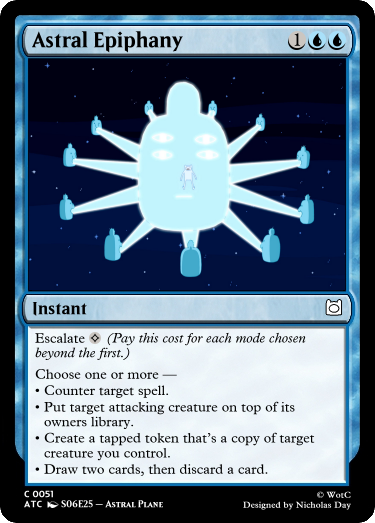 Astral Epiphany 1
Instant
Escalate (Pay this cost for each mode chosen
beyond the first.)
Choose one or more —
• Counter target spell.
• Put target attacking creature on top of its
owners library.
• Create a tapped token that's a copy of target
creature you control.
• Draw two cards, then discard a card.
C 0051
ATC S06E25 – Astral Plane
© WotC
Designed by Nicholas Day